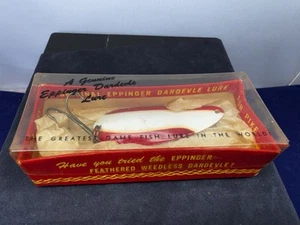 A Genuine
Eppinger Dardevle
Lure
NAL EPPINGER DARDEVLE LURE
THE GREATEST GAME FISH LURE IN THE WORLD
Have you tried the EPPINGER
FEATHERED WEEDLESS DARDEVLE?